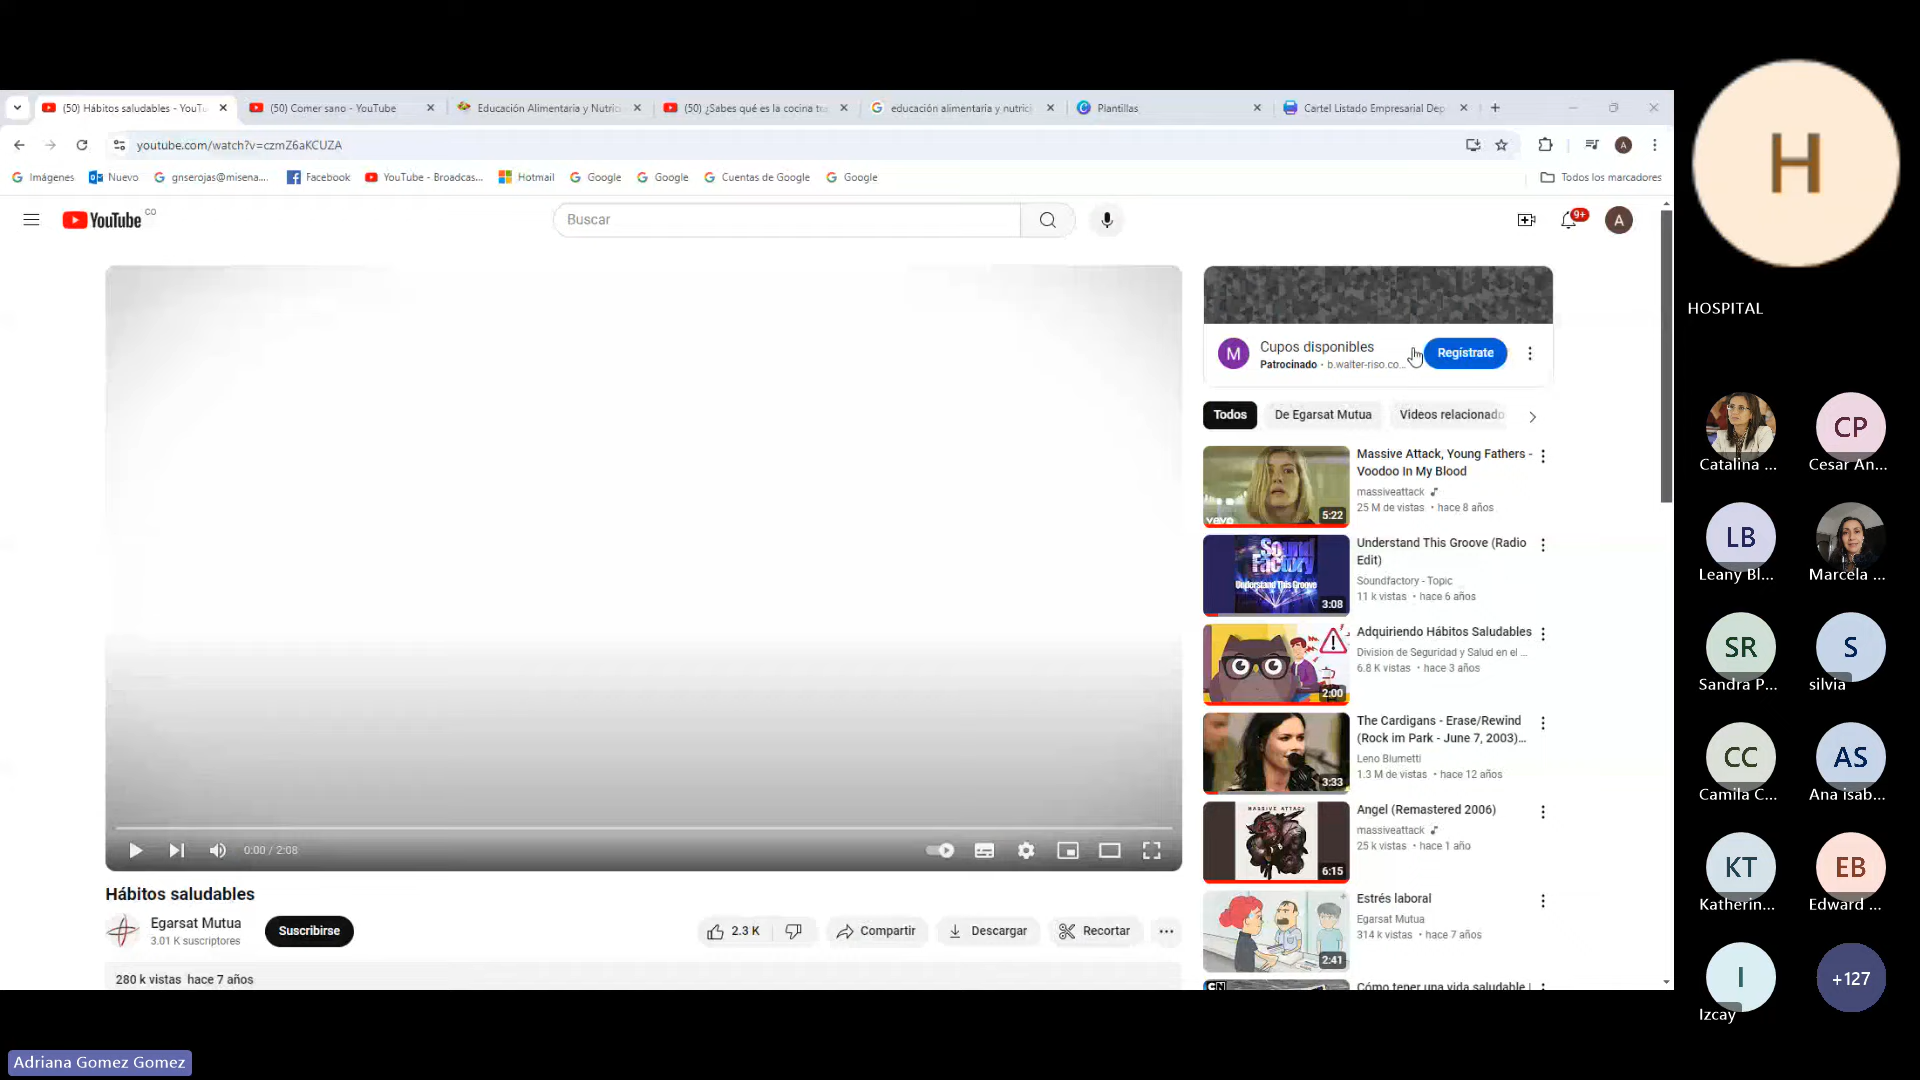 (50) Hábitos saludables - YouTu
(50) Comer sano - YouTube
Educación Alimentaria y Nutric
(50) ¿Sabes qué es la cocina tra
educación alimentaria y nutrici
Plantillas
Cartel Listado Empresarial Dep
youtube.com/watch?v=czmZ6aKCUZA
A
Imágenes
Nuevo
gnserojas@misena....
Facebook
YouTube - Broadcas...
Hotmail
Google
Google
Cuentas de Google
Google
Todos los marcadores
YouTube CO
Buscar
9+
A
H
HOSPITAL
M
Cupos disponibles
Patrocinado · b.walter-riso.co...
Regístrate
Todos
De Egarsat Mutua
Videos relacionado
Massive Attack, Young Fathers -
Voodoo In My Blood
massiveattack
25 M de vistas • hace 8 años
vevo
5:22
Sound
Factory
Understand This Groove
3:08
Understand This Groove (Radio
Edit)
Soundfactory - Topic
11 k vistas • hace 6 años
2:00
Adquiriendo Hábitos Saludables
Division de Seguridad y Salud en el ...
6.8 K vistas • hace 3 años
3:33
The Cardigans - Erase/Rewind
(Rock im Park - June 7, 2003)...
Leno Blumetti
1.3 M de vistas • hace 12 años
MASSIVE ATTACK
6:15
Angel (Remastered 2006)
massiveattack
25 k vistas • hace 1 año
2:41
Estrés laboral
Egarsat Mutua
314 k vistas • hace 7 años
CN
Cómo tener una vida saludable |
0:00 / 2:08
Hábitos saludables
Egarsat Mutua
3.01 K suscriptores
Suscribirse
2.3 K
Compartir
Descargar
Recortar
280 k vistas hace 7 años
Catalina ...
CP
Cesar An...
LB
Leany Bl...
Marcela ...
SR
Sandra P...
S
silvia
CC
Camila C...
AS
Ana isab...
KT
Katherin...
EB
Edward ...
I
Izcay
+127
Adriana Gomez Gomez